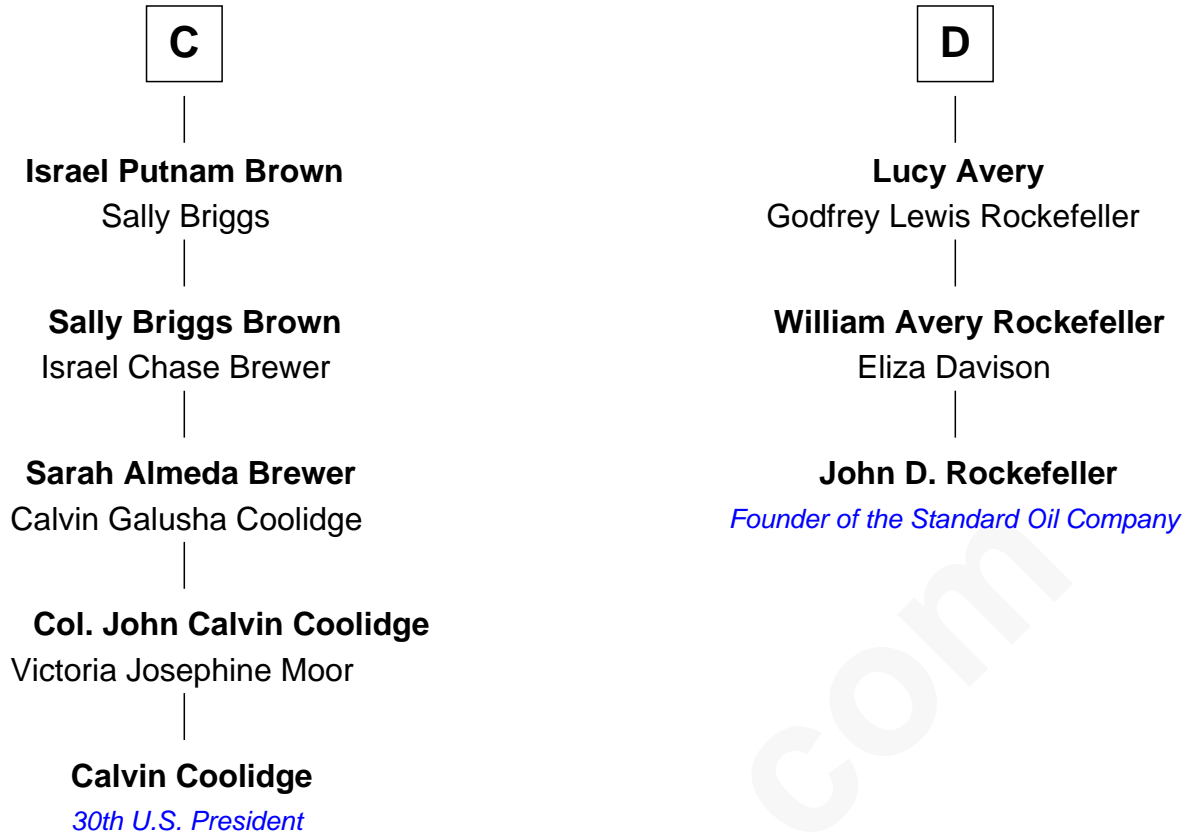 C
Israel Putnam Brown
Sally Briggs
Sally Briggs Brown
Israel Chase Brewer
Sarah Almeda Brewer
Calvin Galusha Coolidge
Col. John Calvin Coolidge
Victoria Josephine Moor
Calvin Coolidge
30th U.S. President
D
Lucy Avery
Godfrey Lewis Rockefeller
William Avery Rockefeller
Eliza Davison
John D. Rockefeller
Founder of the Standard Oil Company
com